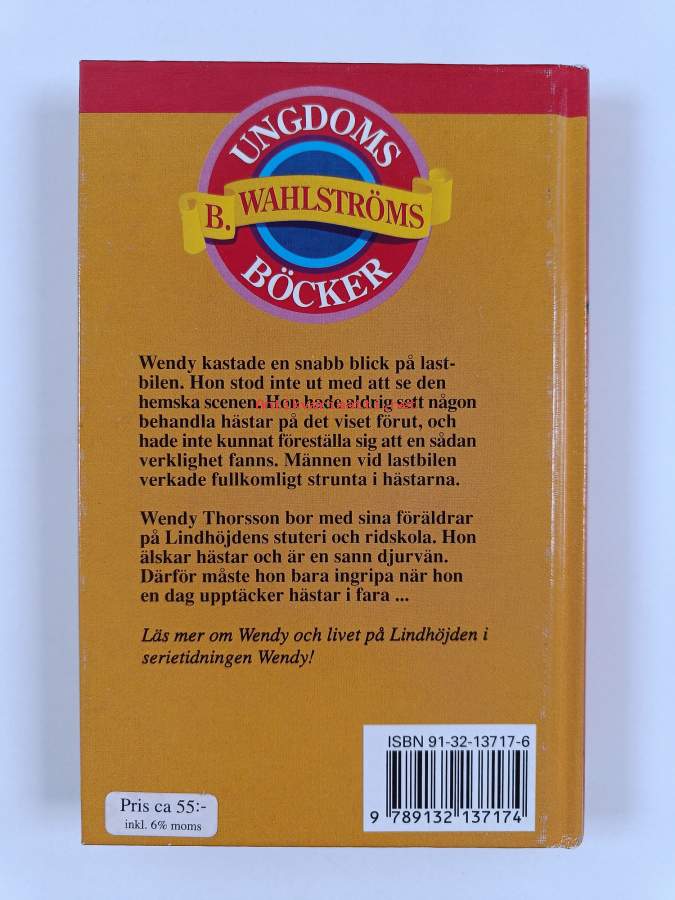 UNGDOMS
B. WAHLSTRÖMS
BÖCKER
Wendy kastade en snabb blick på last-
bilen. Hon stod inte ut med att se den
hemska scenen. Hon hade aldrig sett någon
behandla hästar på det viset förut, och
hade inte kunnat föreställa sig att en sådan
verklighet fanns. Männen vid lastbilen
verkade fullkomligt strunta i hästarna.
Wendy Thorsson bor med sina föräldrar
på Lindhöjdens stuteri och ridskola. Hon
älskar hästar och är en sann djurvän.
Därför måste hon bara ingripa när hon
en dag upptäcker hästar i fara ...
Läs mer om Wendy och livet på Lindhöjden i
serietidningen Wendy!
ISBN 91-32-13717-6
9 789132 137174
Pris ca 55:-
inkl. 6% moms